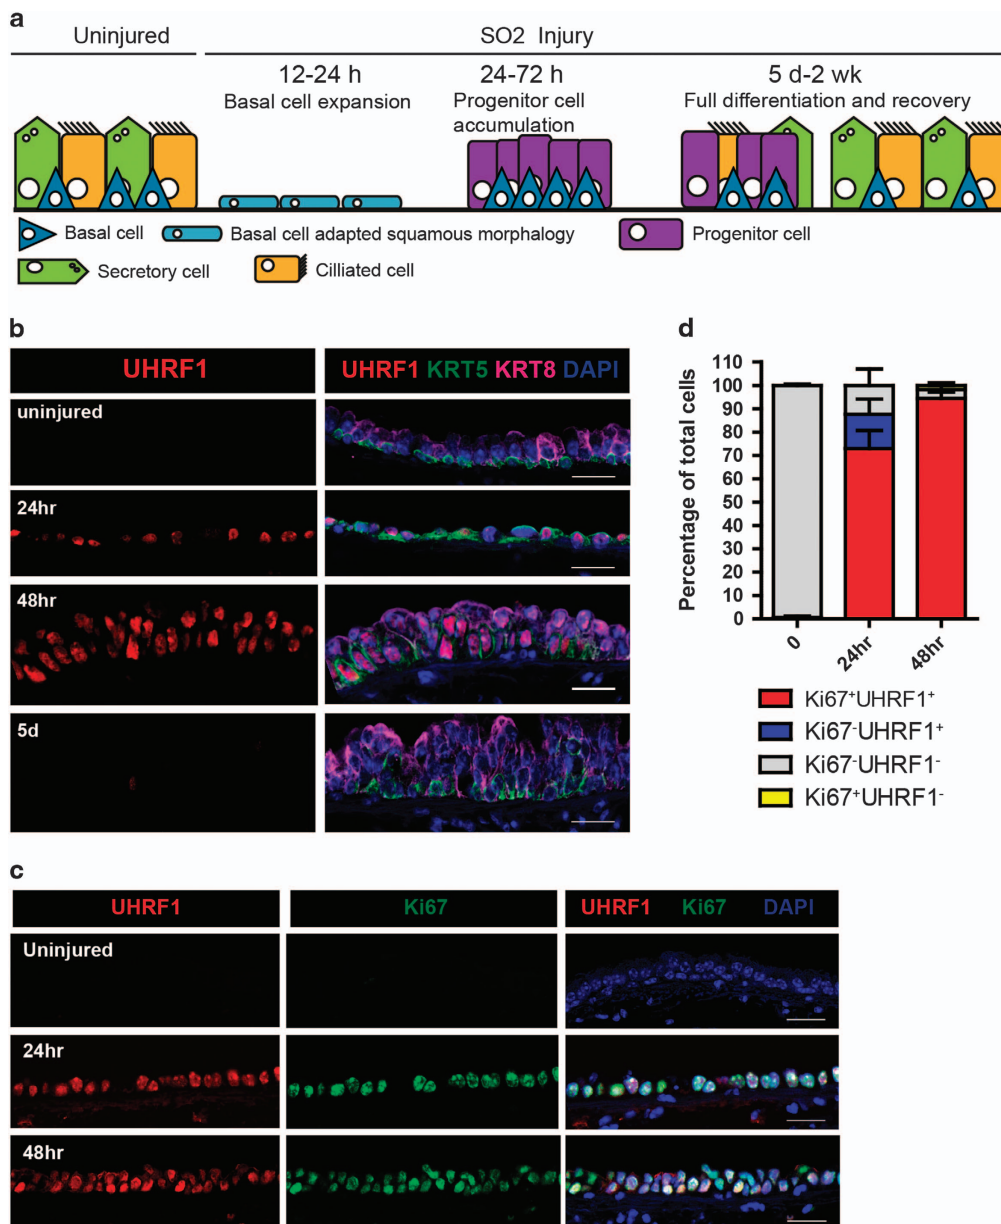 a
Uninjured
SO2 Injury
12-24 h
24-72 h
5 d-2 wk
Basal cell expansion
Progenitor cell
accumulation
Full differentiation and recovery
Basal cell
Basal cell adapted squamous morphalogy
Progenitor cell
Secretory cell
Cilliated cell
b
UHRF1
UHRF1 KRT5 KRT8 DAPI
uninjured
24hr
48hr
5d
d
Percentage of total cells
110
100
90
80
70
60
50
40
30
20
10
0
0
24hr
48hr
Ki67⁺UHRF1⁺
Ki67⁻UHRF1⁺
Ki67⁻UHRF1⁻
Ki67⁺UHRF1⁻
c
UHRF1
Ki67
UHRF1 Ki67 DAPI
Uninjured
24hr
48hr